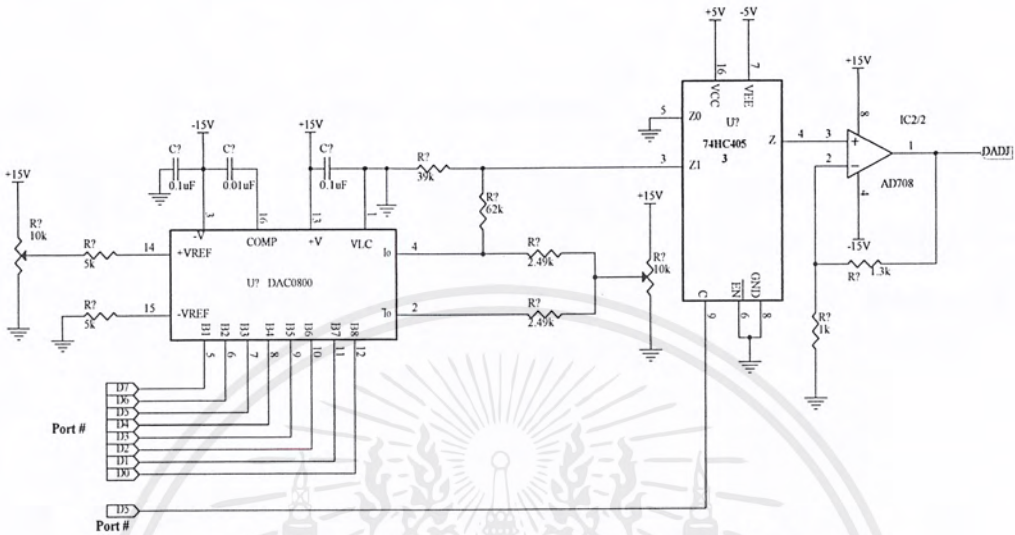 +5V
-5V
16
7
VCC
VEE
5
Z0
U?
74HC405
3
Z
4
3
Z1
C
EN
GND
9
6
8
+15V
8
IC2/2
3
+
1
DADJ
2
-
AD708
4
-15V
R?
1.3k
R?
1k
-15V
C?
0.1uF
C?
0.01uF
+15V
C?
0.1uF
R?
39k
R?
62k
+15V
R?
10k
R?
5k
14
R?
5k
15
3
16
13
1
-V
COMP
+V
VLC
+VREF
-VREF
U? DAC0800
Io
4
Io
2
R?
2.49k
R?
2.49k
+15V
R?
10k
B1
B2
B3
B4
B5
B6
B7
B8
5
6
7
8
9
10
11
12
D7
D6
D5
D4
D3
D2
D1
D0
Port #
D5
Port #